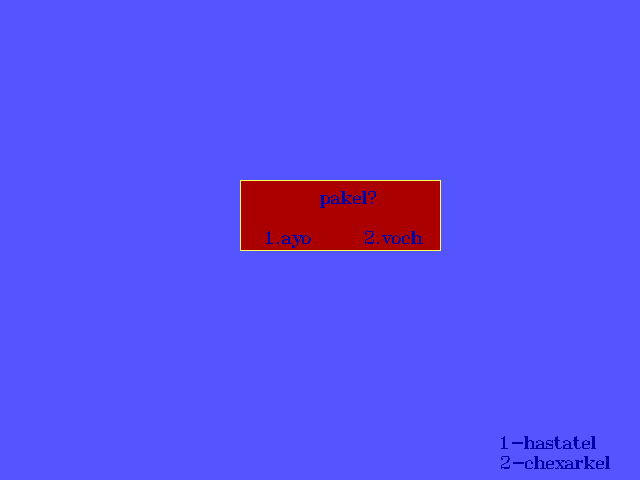 pakel?
1.ayo 2.voch
1-hastatel
2-chexarkel